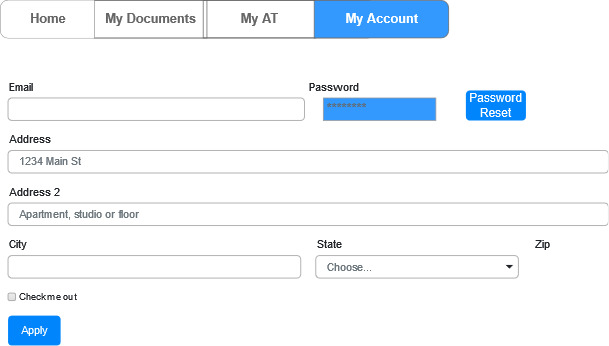 Home My Documents My AT My Account
Email Password
******** Password
Reset
Address
1234 Main St
Address 2
Apartment, studio or floor
City State Zip
Choose...
Check me out
Apply